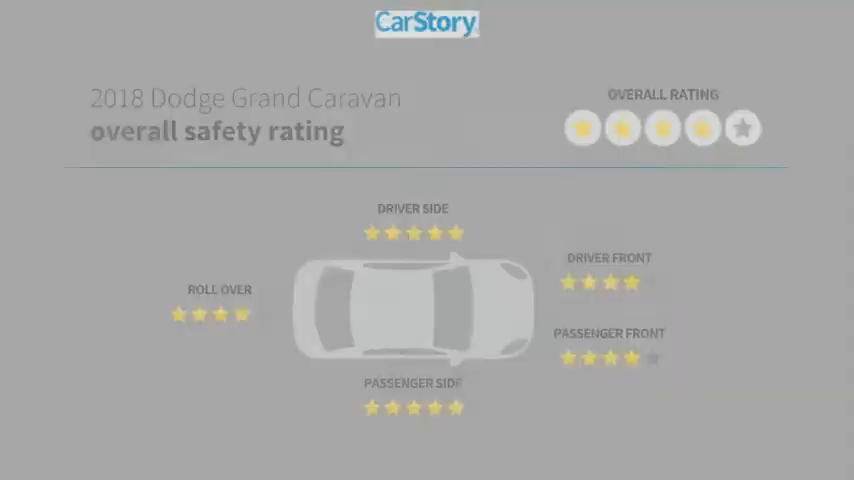 CarStory
2018 Dodge Grand Caravan
overall safety rating
OVERALL RATING
DRIVER SIDE
DRIVER FRONT
ROLL OVER
PASSENGER FRONT
PASSENGER SIDE